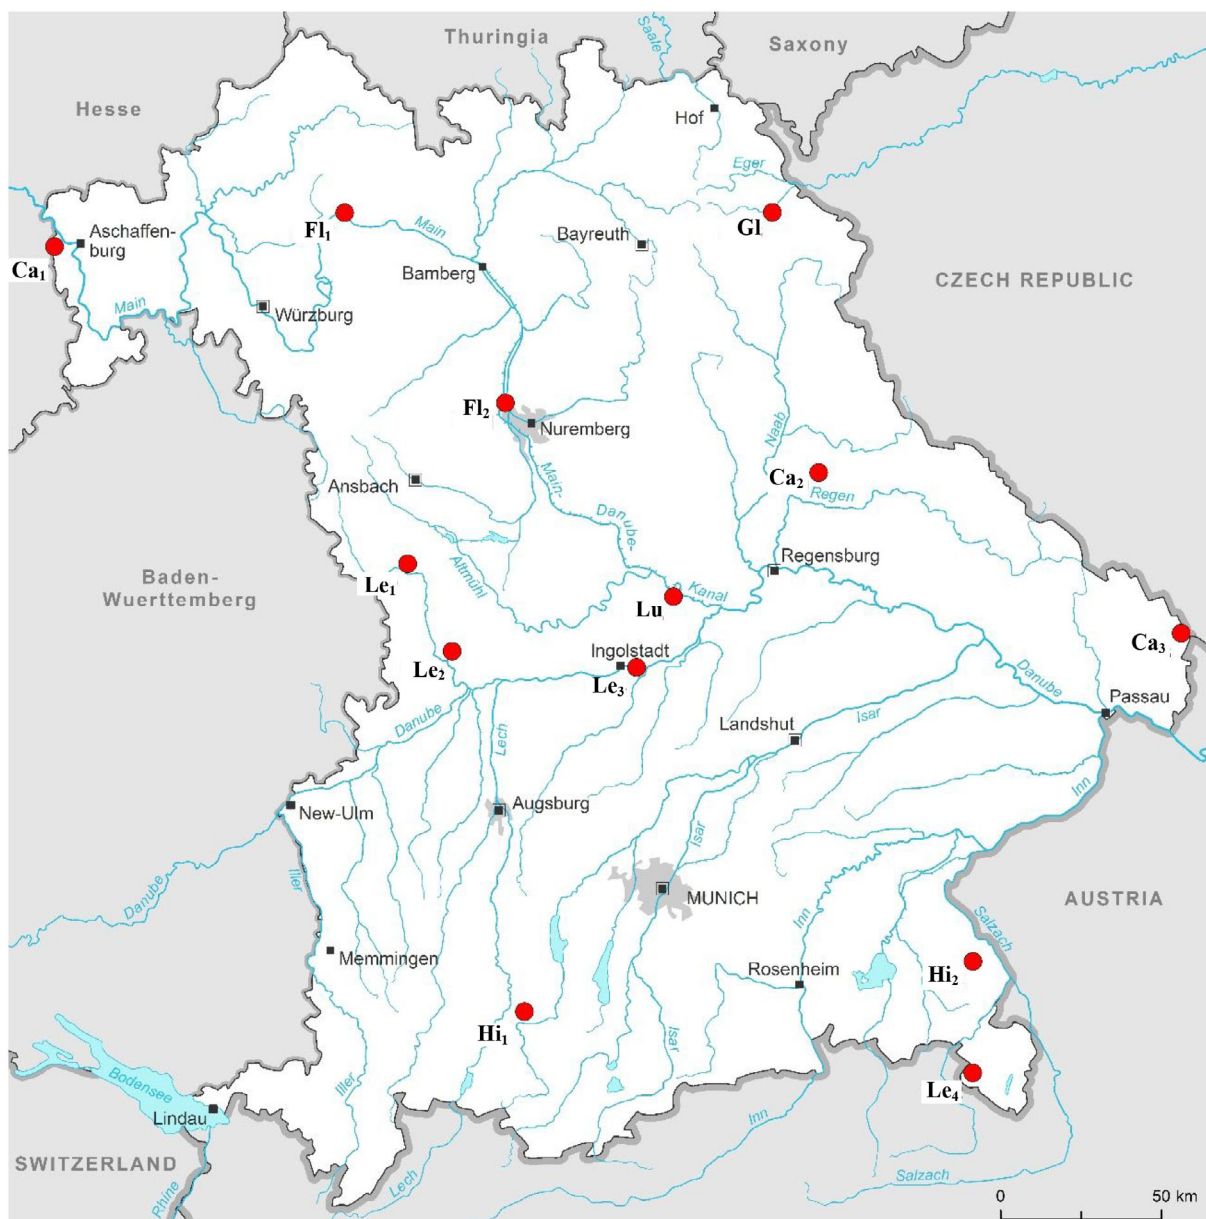 Thuringia
Saale
Saxony
Hesse
Hof
Eger
Aschaffen-
burg
Fl1
Main
Bayreuth
Gl
Ca1
Bamberg
CZECH REPUBLIC
Main
Würzburg
Fl2
Nuremberg
Naab
Main-
Ansbach
Ca2
Regen
Danube-
Baden-
Wuerttemberg
Le1
Altmühl
Regensburg
Kanal
Lu
Le2
Ingolstadt
Le3
Ca3
Danube
Passau
Danube
Lech
Landshut
Isar
New-Ulm
Augsburg
Inn
Isar
Danube
Iller
MUNICH
AUSTRIA
Inn
Salzach
Memmingen
Rosenheim
Hi2
Hi1
Isar
Bodensee
Iller
Le4
Lindau
Inn
SWITZERLAND
Rhine
Lech
Salzach
0 50 km